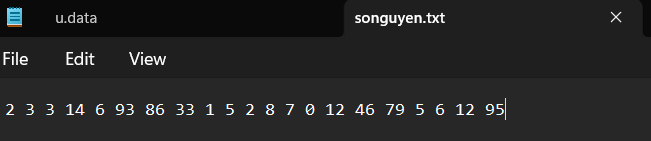 u.data songuyen.txt
File Edit View
2 3 3 14 6 93 86 33 1 5 2 8 7 0 12 46 79 5 6 12 95